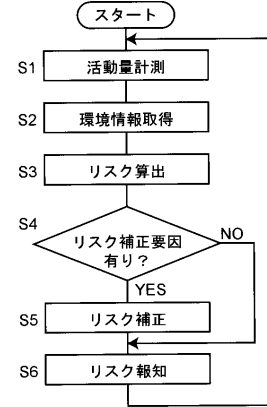 スタート
S1 活動量計測
S2 環境情報取得
S3 リスク算出
S4
リスク補正要因
有り？
NO
YES
S5 リスク補正
S6 リスク報知